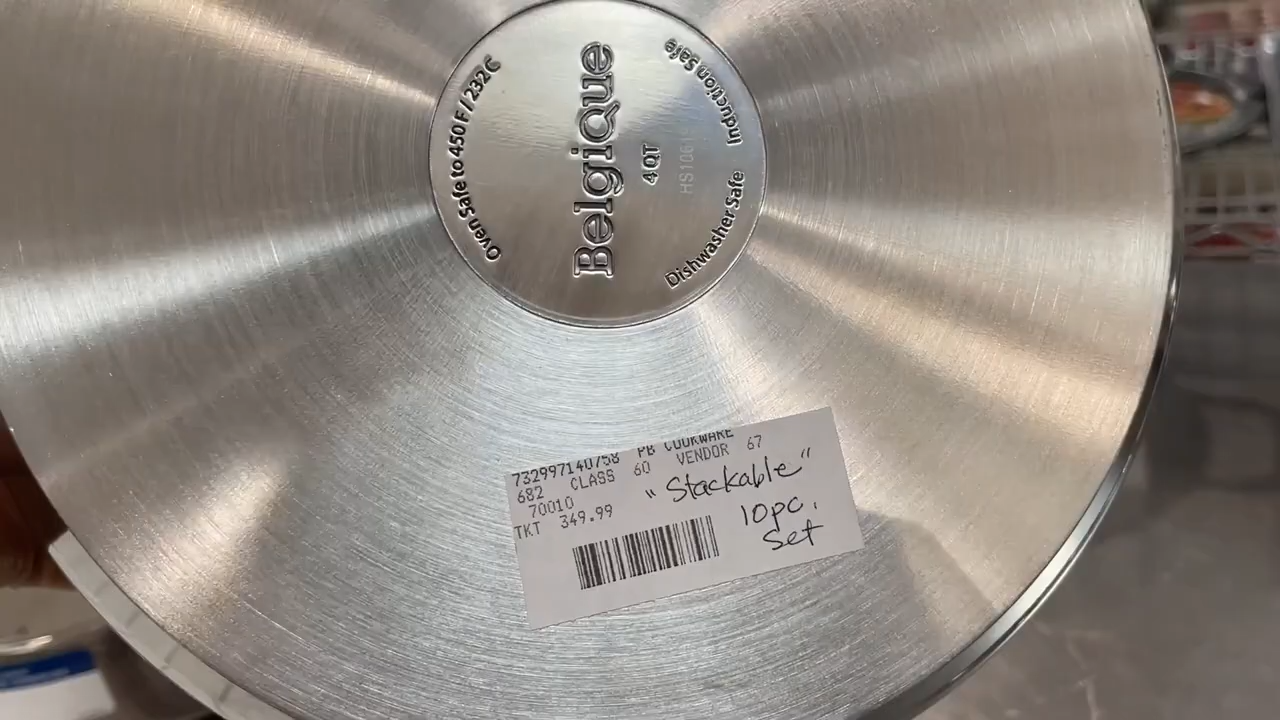 Oven Safe to 450 F / 232 C
Belgique
4 QT
Induction Safe
Dishwasher Safe
732997140758 PB COOKWARE
682 CLASS 60 VENDOR 67
70010
TKT 349.99
"Stackable"
10pc.
Set